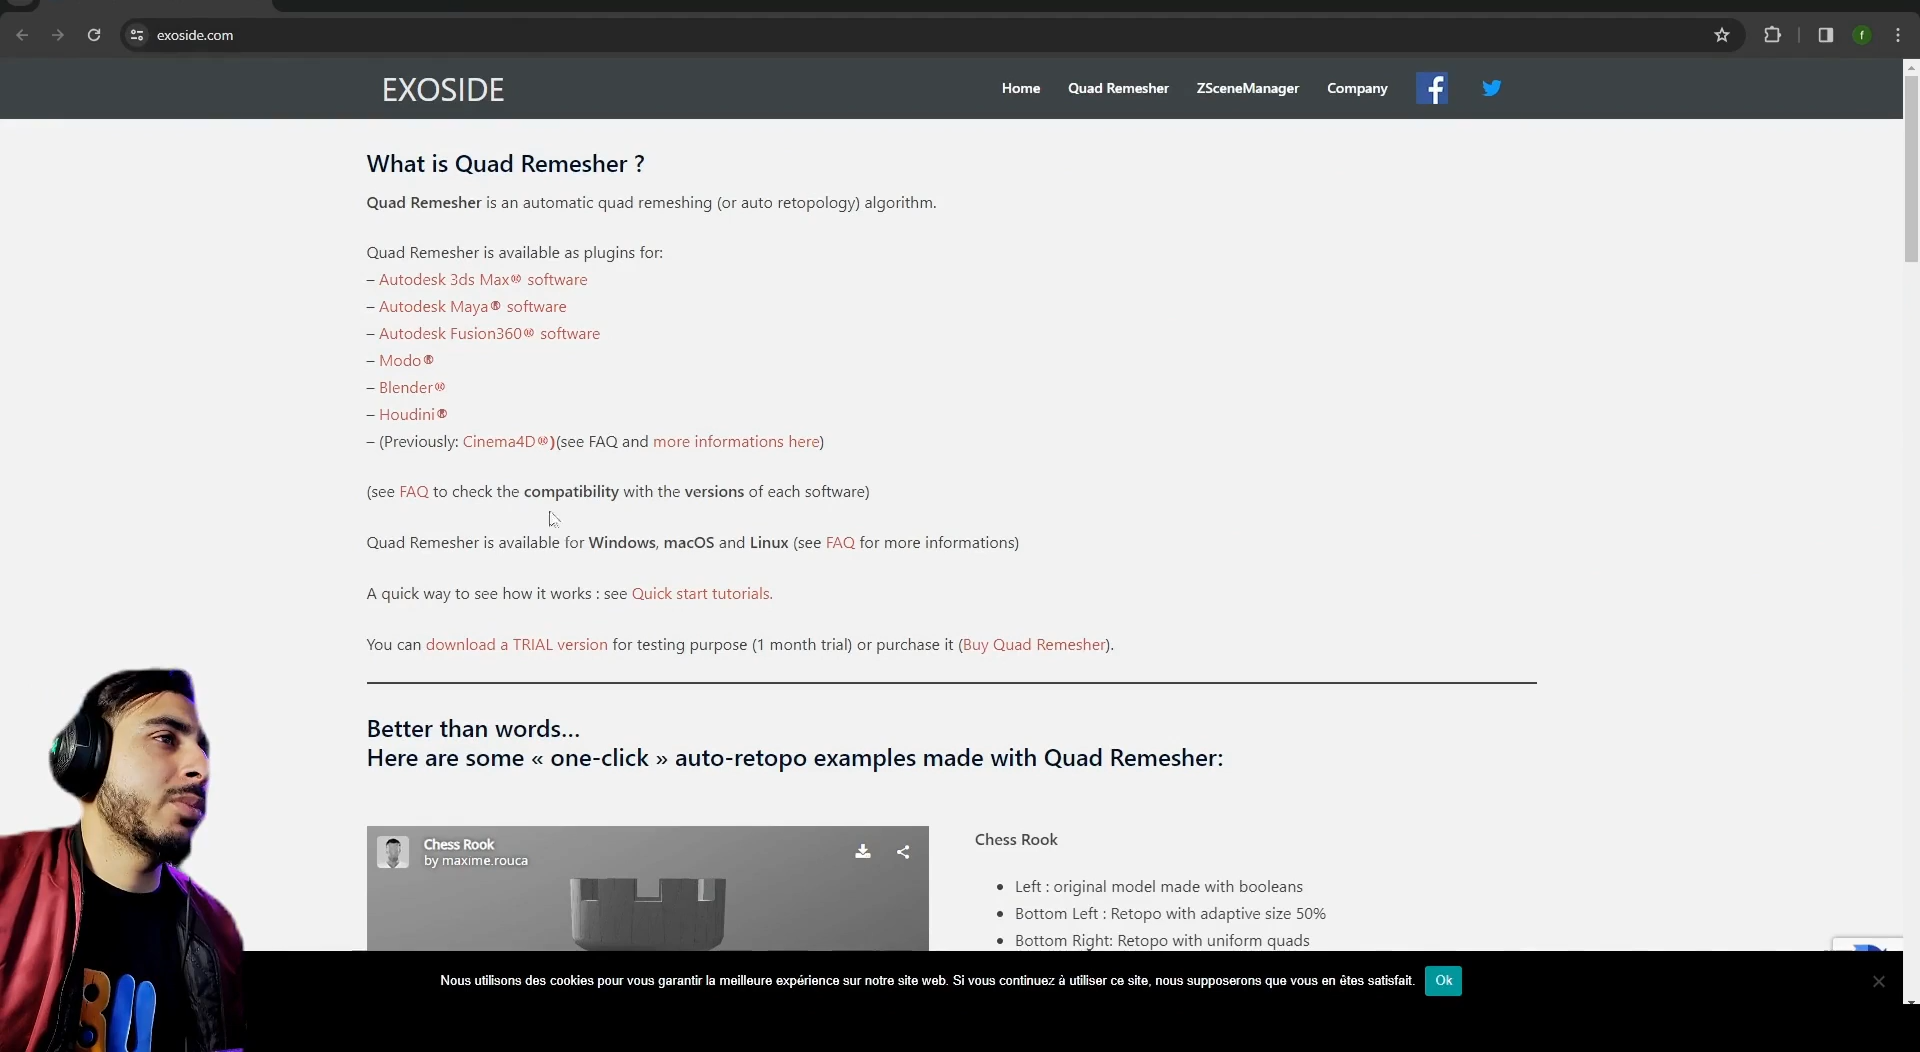 exoside.com
f
EXOSIDE
Home
Quad Remesher
ZSceneManager
Company
What is Quad Remesher ?
Quad Remesher is an automatic quad remeshing (or auto retopology) algorithm.
Quad Remesher is available as plugins for:
– Autodesk 3ds Max® software
– Autodesk Maya® software
– Autodesk Fusion360® software
– Modo®
– Blender®
– Houdini®
– (Previously: Cinema4D®)(see FAQ and more informations here)
(see FAQ to check the compatibility with the versions of each software)
Quad Remesher is available for Windows, macOS and Linux (see FAQ for more informations)
A quick way to see how it works : see Quick start tutorials.
You can download a TRIAL version for testing purpose (1 month trial) or purchase it (Buy Quad Remesher).
Better than words...
Here are some « one-click » auto-retopo examples made with Quad Remesher:
Chess Rook
by maxime.rouca
Chess Rook
Left : original model made with booleans
Bottom Left : Retopo with adaptive size 50%
Bottom Right: Retopo with uniform quads
Nous utilisons des cookies pour vous garantir la meilleure expérience sur notre site web. Si vous continuez à utiliser ce site, nous supposerons que vous en êtes satisfait.
Ok